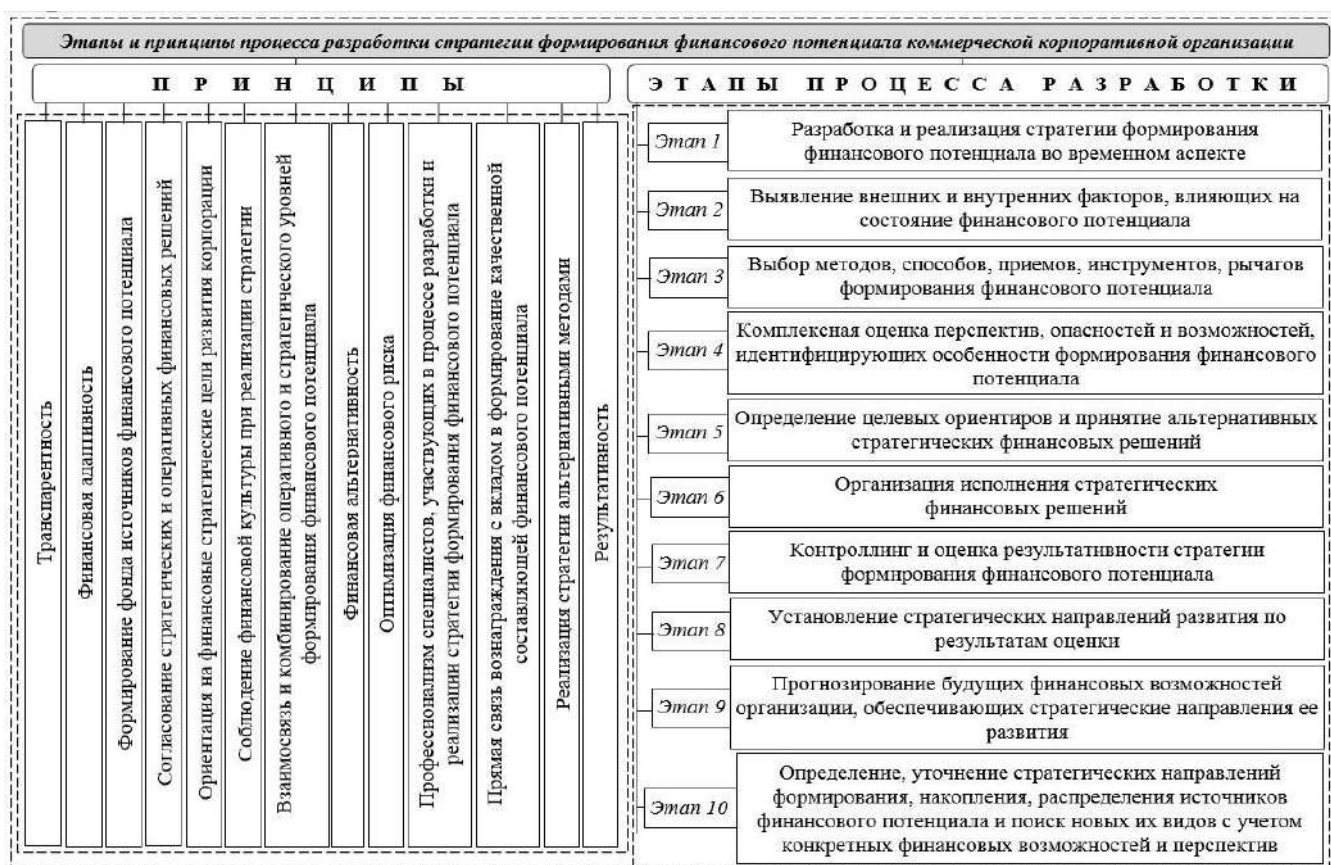 Этапы и принципы процесса разработки стратегии формирования финансового потенциала коммерческой корпоративной организации
ПРИНЦИПЫ
Транспарентность
Финансовая адаптивность
Формирование фонда источников финансового потенциала
Согласование стратегических и оперативных финансовых решений
Ориентация на финансовые стратегические цели развития корпорации
Соблюдение финансовой культуры при реализации стратегии
Взаимосвязь и комбинирование оперативного и стратегического уровней
формирования финансового потенциала
Финансовая альтернативность
Оптимизация финансового риска
Профессионализм специалистов, участвующих в процессе разработки и
реализации стратегии формирования финансового потенциала
Прямая связь вознаграждения с вкладом в формирование качественной
составляющей финансового потенциала
Реализация стратегии альтернативными методами
Результативность
ЭТАПЫ ПРОЦЕССА РАЗРАБОТКИ
Этап 1
Разработка и реализация стратегии формирования
финансового потенциала во временном аспекте
Этап 2
Выявление внешних и внутренних факторов, влияющих на
состояние финансового потенциала
Этап 3
Выбор методов, способов, приемов, инструментов, рычагов
формирования финансового потенциала
Этап 4
Комплексная оценка перспектив, опасностей и возможностей,
идентифицирующих особенности формирования финансового
потенциала
Этап 5
Определение целевых ориентиров и принятие альтернативных
стратегических финансовых решений
Этап 6
Организация исполнения стратегических
финансовых решений
Этап 7
Контроллинг и оценка результативности стратегии
формирования финансового потенциала
Этап 8
Установление стратегических направлений развития по
результатам оценки
Этап 9
Прогнозирование будущих финансовых возможностей
организации, обеспечивающих стратегические направления ее
развития
Этап 10
Определение, уточнение стратегических направлений
формирования, накопления, распределения источников
финансового потенциала и поиск новых их видов с учетом
конкретных финансовых возможностей и перспектив